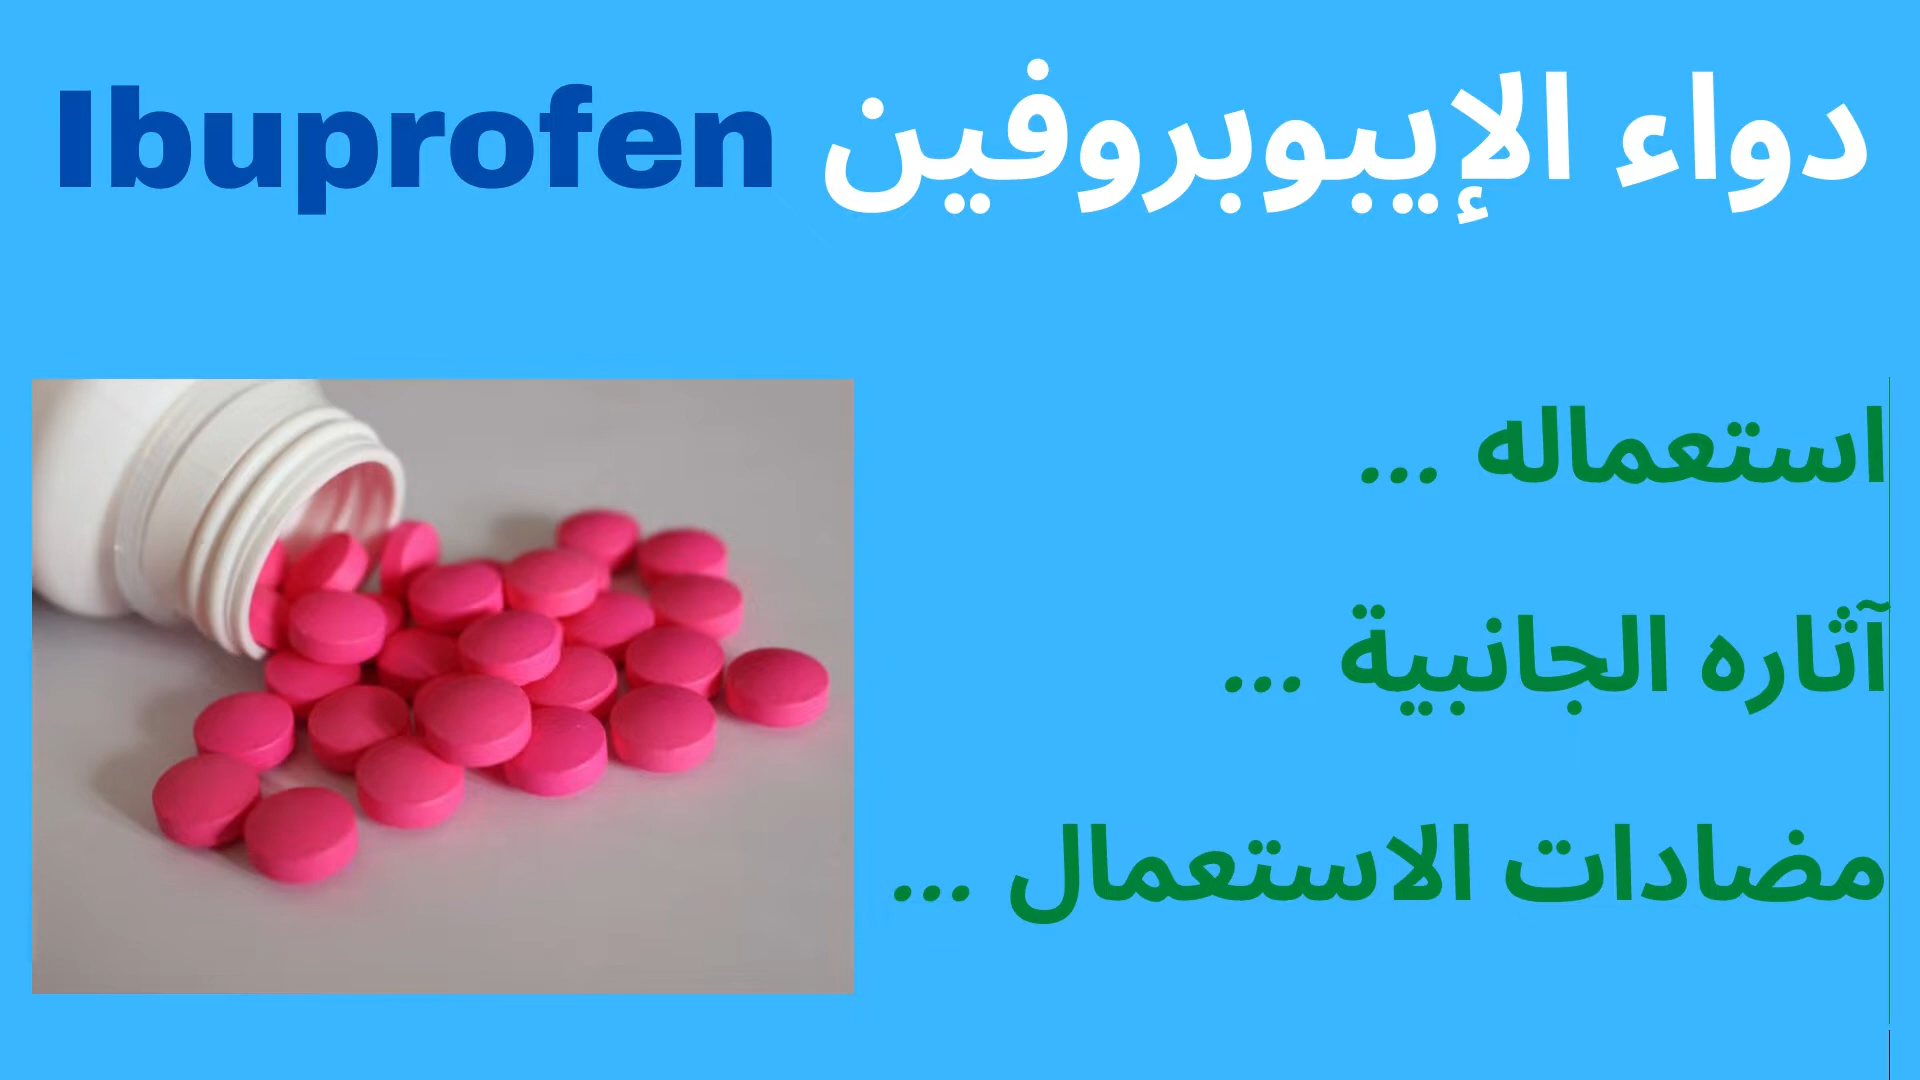 دواء الإيبوبروفين Ibuprofen
استعماله ...
آثاره الجانبية ...
مضادات الاستعمال ...